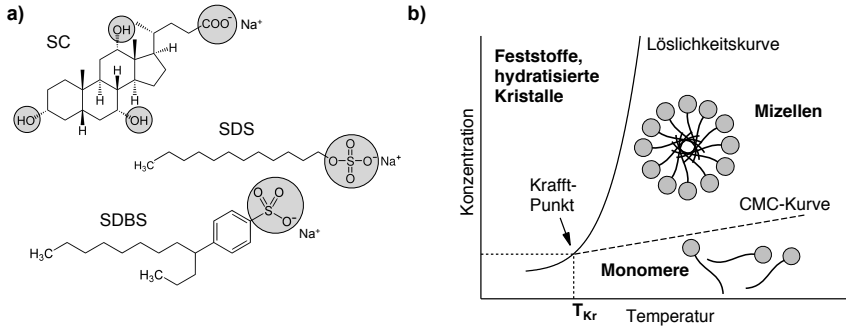 a)
SC
OH
COO⁻ Na⁺
H
H
H
H
HO
H
OH
SDS
H₃C
O
O–S–O⁻ Na⁺
O
SDBS
O O
S
O⁻
Na⁺
H₃C
H₃C
b)
Feststoffe,
hydratisierte
Kristalle
Löslichkeitskurve
Mizellen
Krafft-
Punkt
CMC-Kurve
Monomere
Konzentration
T_Kr
Temperatur